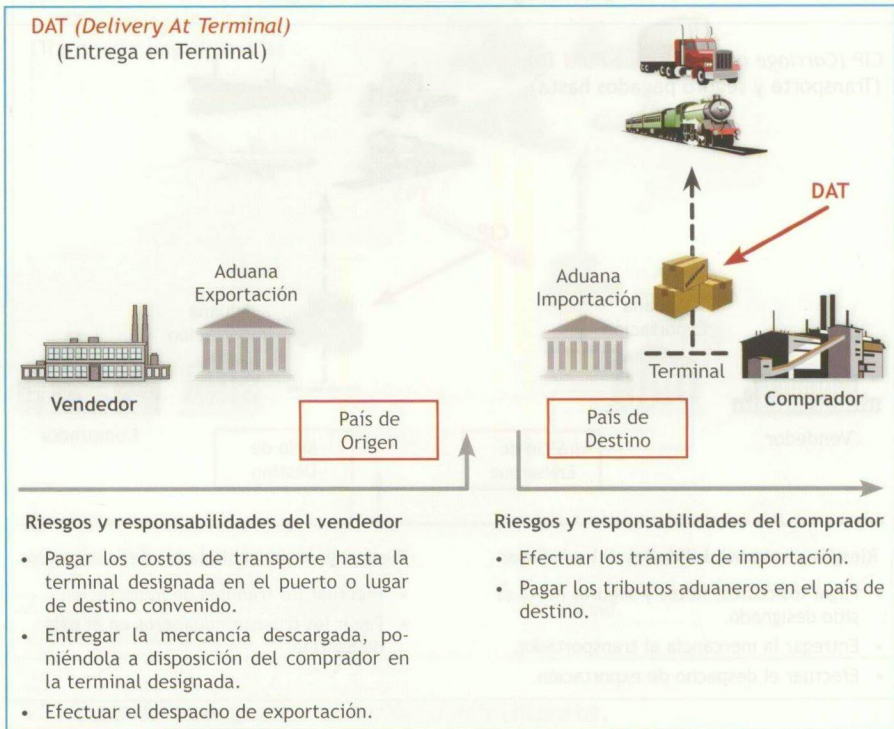 DAT (Delivery At Terminal)
(Entrega en Terminal)
DAT
Aduana
Exportación
Aduana
Importación
Terminal
Vendedor
Comprador
País de
Origen
País de
Destino
Riesgos y responsabilidades del vendedor
• Pagar los costos de transporte hasta la
terminal designada en el puerto o lugar
de destino convenido.
• Entregar la mercancía descargada, po-
niéndola a disposición del comprador en
la terminal designada.
• Efectuar el despacho de exportación.
Riesgos y responsabilidades del comprador
• Efectuar los trámites de importación.
• Pagar los tributos aduaneros en el país de
destino.